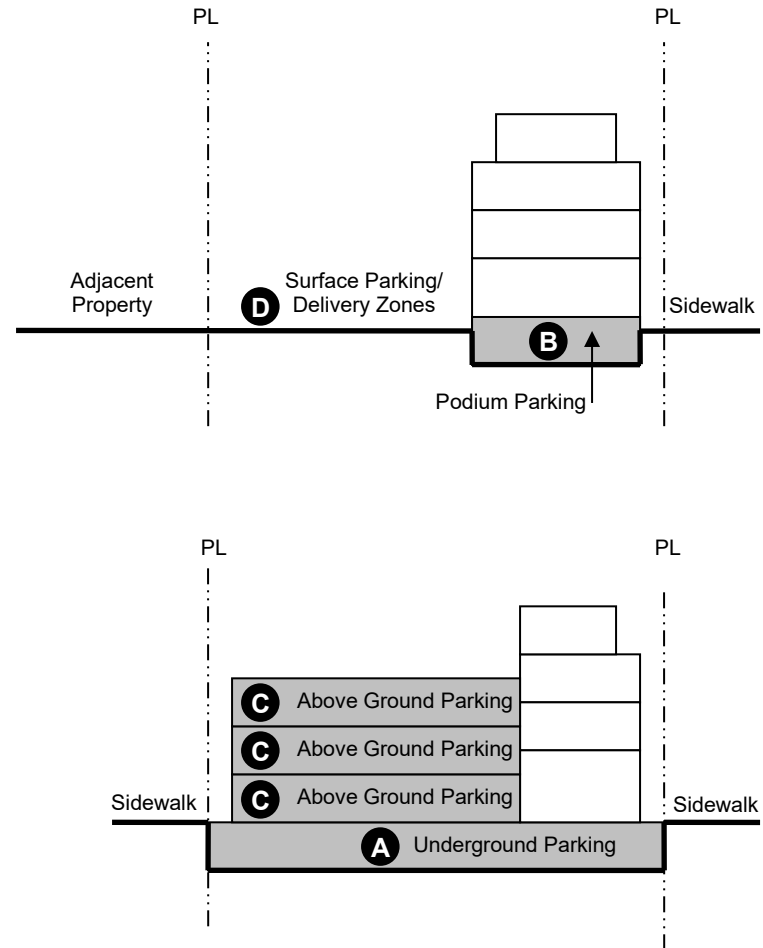 PL
PL
Adjacent
Property
D
Surface Parking/
Delivery Zones
Sidewalk
B
Podium Parking
PL
PL
C Above Ground Parking
C Above Ground Parking
C Above Ground Parking
Sidewalk
Sidewalk
A Underground Parking